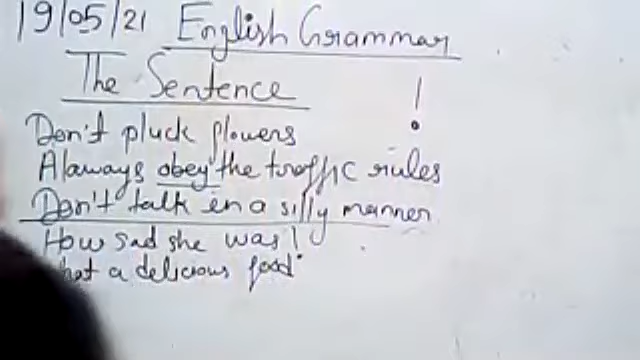 19/05/21 English Grammar
The Sentence
!
Don't pluck flowers
Alaways obey the traffic rules
Don't talk in a silly manner
How sad she was!
a delicious food